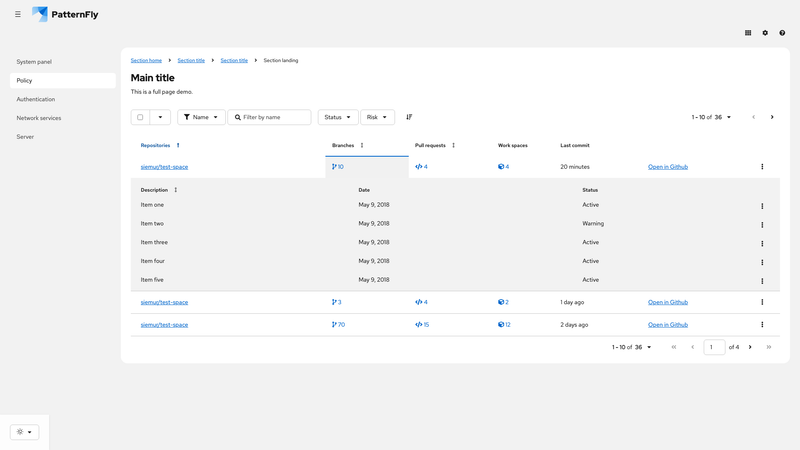 PatternFly
System panel
Policy
Authentication
Network services
Server
Section home Section title Section title Section landing
Main title
This is a full page demo.
Name Filter by name Status Risk 1 - 10 of 36
Repositories Branches Pull requests Work spaces Last commit
siemur/test-space 10 4 4 20 minutes Open in Github
Description Date Status
Item one May 9, 2018 Active
Item two May 9, 2018 Warning
Item three May 9, 2018 Active
Item four May 9, 2018 Active
Item five May 9, 2018 Active
siemur/test-space 3 4 2 1 day ago Open in Github
siemur/test-space 70 15 12 2 days ago Open in Github
1 - 10 of 36 1 of 4